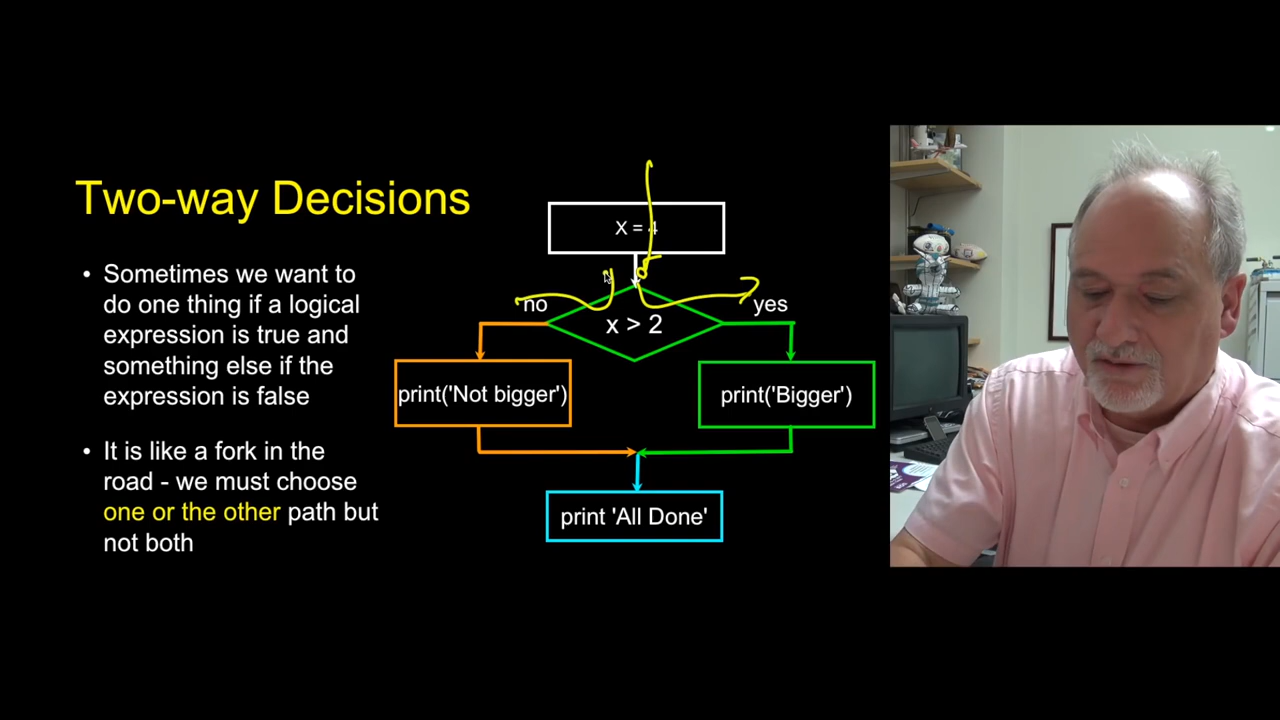 Two-way Decisions
• Sometimes we want to
do one thing if a logical
expression is true and
something else if the
expression is false
• It is like a fork in the
road - we must choose
one or the other path but
not both
X = 4
no
x > 2
yes
print('Not bigger')
print('Bigger')
print 'All Done'